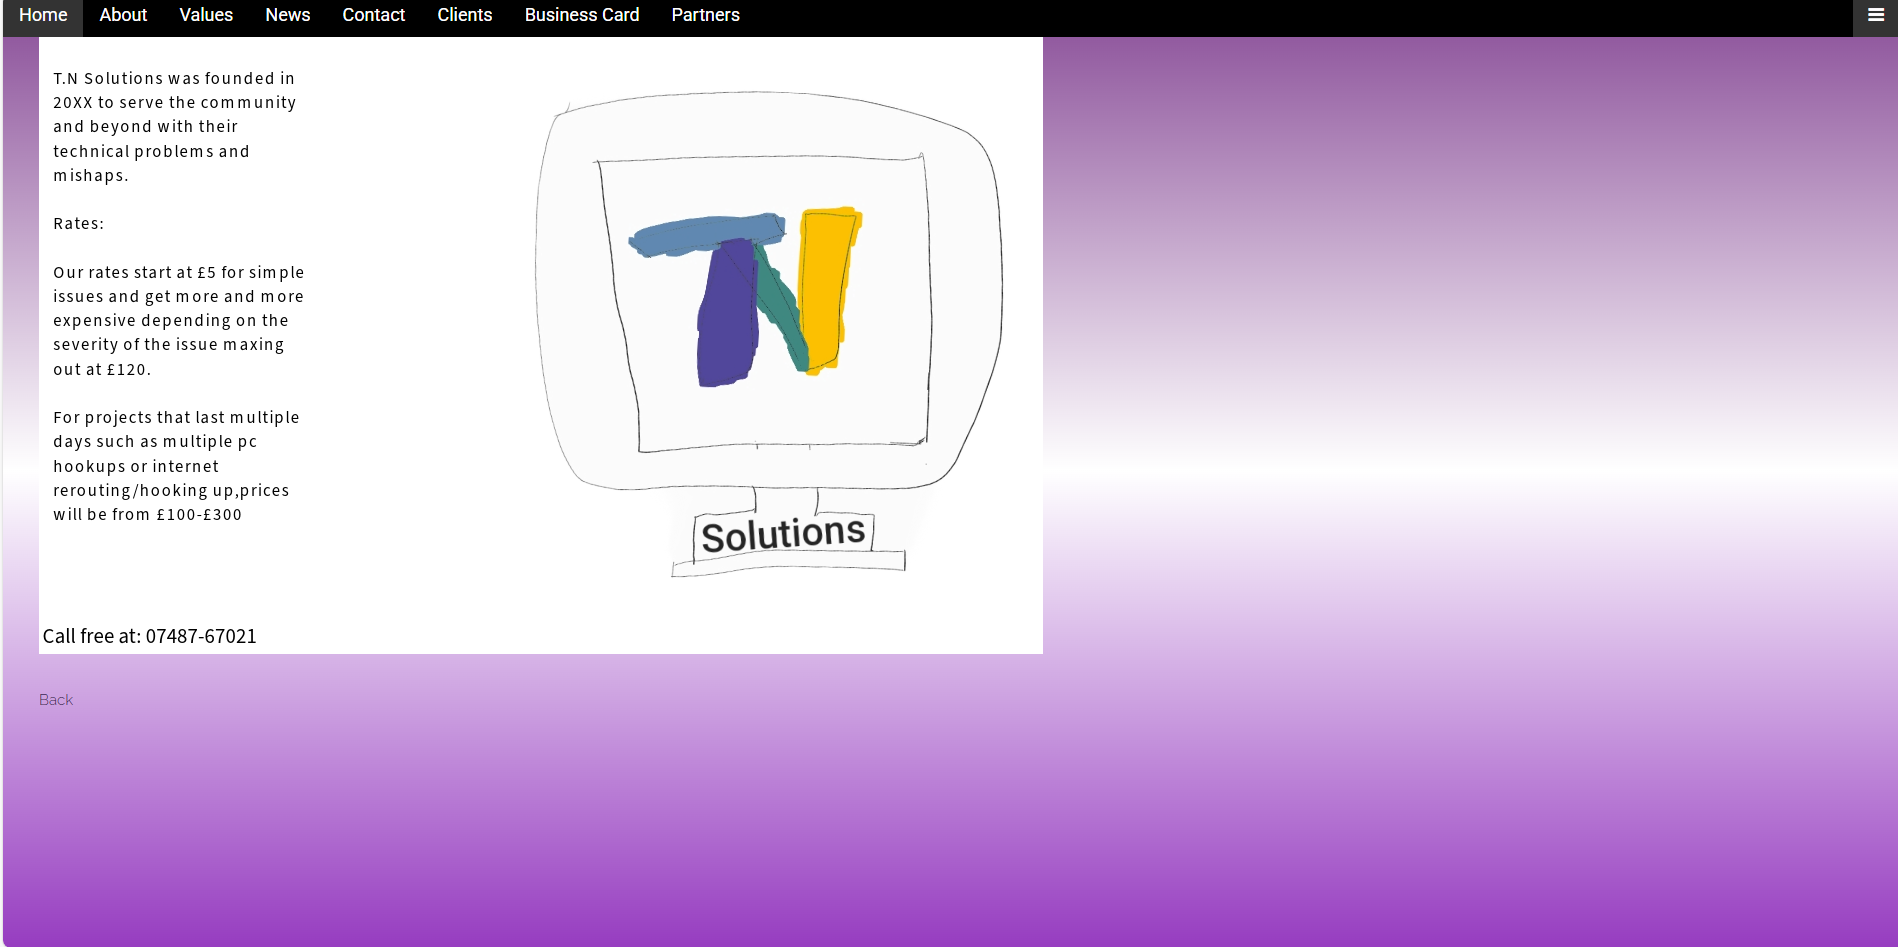 Home About Values News Contact Clients Business Card Partners
T.N Solutions was founded in
20XX to serve the community
and beyond with their
technical problems and
mishaps.
Rates:
Our rates start at £5 for simple
issues and get more and more
expensive depending on the
severity of the issue maxing
out at £120.
For projects that last multiple
days such as multiple pc
hookups or internet
rerouting/hooking up,prices
will be from £100-£300
TN
Solutions
Call free at: 07487-67021
Back